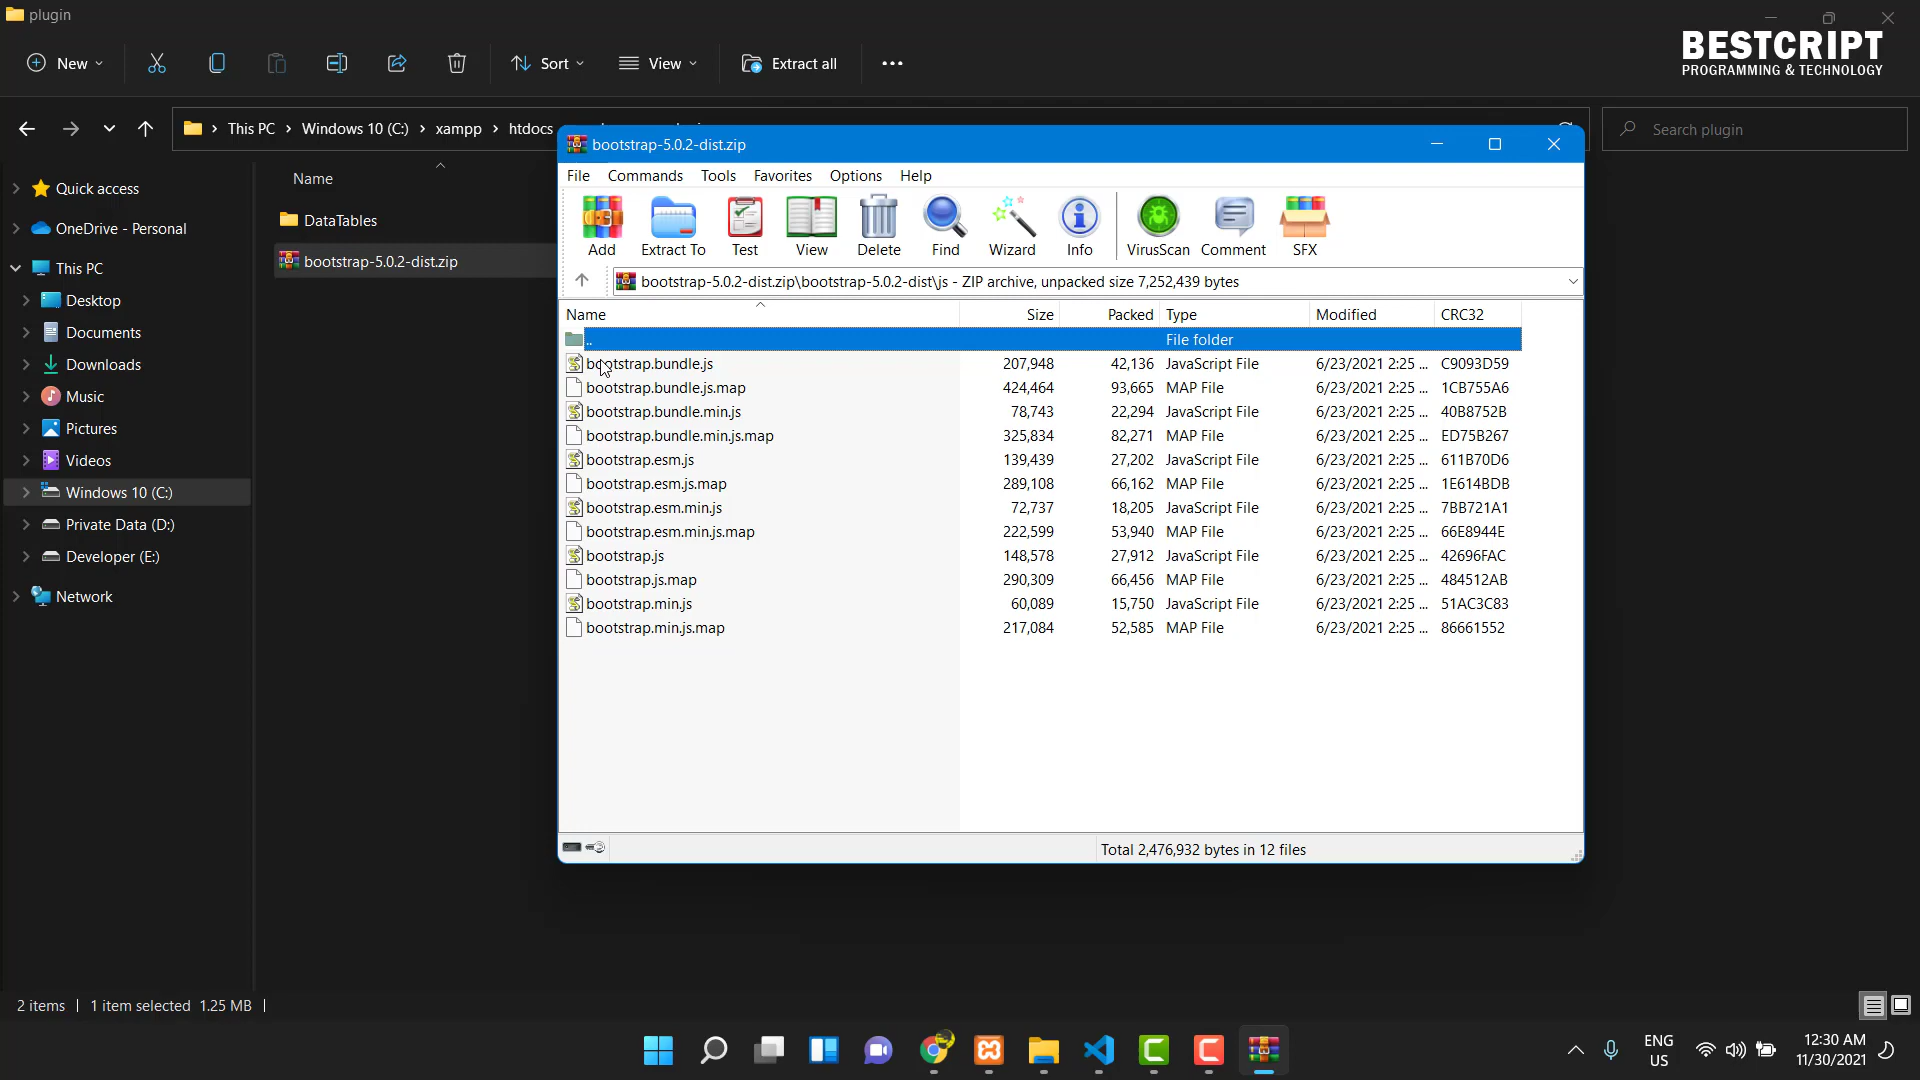 plugin
New
Sort
View
Extract all
BESTCRIPT
PROGRAMMING & TECHNOLOGY
This PC
Windows 10 (C:)
xampp
htdocs
Search plugin
Quick access
OneDrive - Personal
This PC
Desktop
Documents
Downloads
Music
Pictures
Videos
Windows 10 (C:)
Private Data (D:)
Developer (E:)
Network
Name
DataTables
bootstrap-5.0.2-dist.zip
bootstrap-5.0.2-dist.zip
File Commands Tools Favorites Options Help
Add Extract To Test View Delete Find Wizard Info VirusScan Comment SFX
bootstrap-5.0.2-dist.zip\bootstrap-5.0.2-dist\js - ZIP archive, unpacked size 7,252,439 bytes
Name Size Packed Type Modified CRC32
.. File folder
bootstrap.bundle.js 207,948 42,136 JavaScript File 6/23/2021 2:25 ... C9093D59
bootstrap.bundle.js.map 424,464 93,665 MAP File 6/23/2021 2:25 ... 1CB755A6
bootstrap.bundle.min.js 78,743 22,294 JavaScript File 6/23/2021 2:25 ... 40B8752B
bootstrap.bundle.min.js.map 325,834 82,271 MAP File 6/23/2021 2:25 ... ED75B267
bootstrap.esm.js 139,439 27,202 JavaScript File 6/23/2021 2:25 ... 611B70D6
bootstrap.esm.js.map 289,108 66,162 MAP File 6/23/2021 2:25 ... 1E614BDB
bootstrap.esm.min.js 72,737 18,205 JavaScript File 6/23/2021 2:25 ... 7BB721A1
bootstrap.esm.min.js.map 222,599 53,940 MAP File 6/23/2021 2:25 ... 66E8944E
bootstrap.js 148,578 27,912 JavaScript File 6/23/2021 2:25 ... 42696FAC
bootstrap.js.map 290,309 66,456 MAP File 6/23/2021 2:25 ... 484512AB
bootstrap.min.js 60,089 15,750 JavaScript File 6/23/2021 2:25 ... 51AC3C83
bootstrap.min.js.map 217,084 52,585 MAP File 6/23/2021 2:25 ... 86661552
Total 2,476,932 bytes in 12 files
2 items
1 item selected 1.25 MB
ENG
US
12:30 AM
11/30/2021